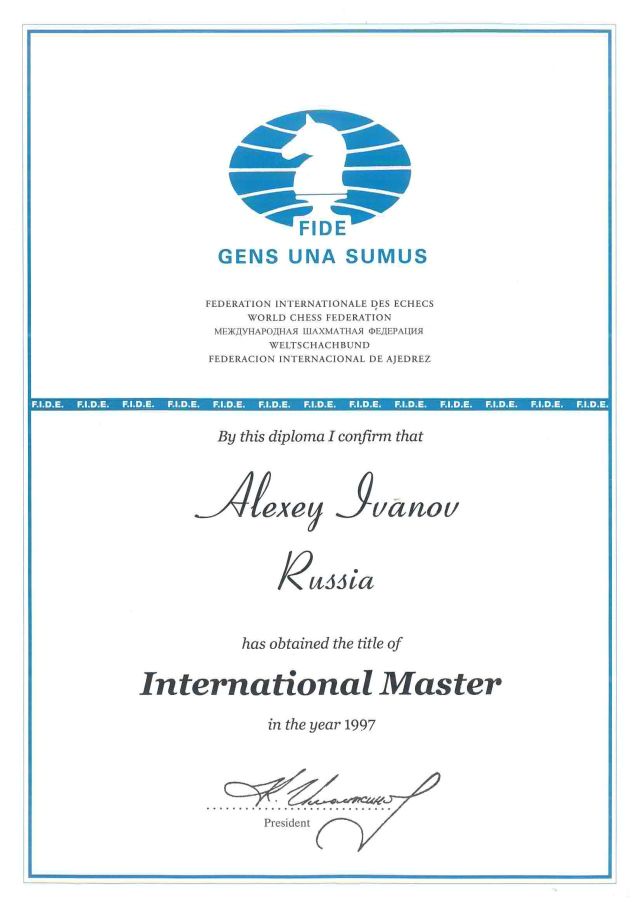 FIDE
GENS UNA SUMUS
FEDERATION INTERNATIONALE DES ECHECS
WORLD CHESS FEDERATION
МЕЖДУНАРОДНАЯ ШАХМАТНАЯ ФЕДЕРАЦИЯ
WELTSCHACHBUND
FEDERACION INTERNACIONAL DE AJEDREZ
F.I.D.E. F.I.D.E. F.I.D.E. F.I.D.E. F.I.D.E. F.I.D.E. F.I.D.E. F.I.D.E. F.I.D.E. F.I.D.E. F.I.D.E. F.I.D.E. F.I.D.E.
By this diploma I confirm that
Alexey Ivanov
Russia
has obtained the title of
International Master
in the year 1997
President